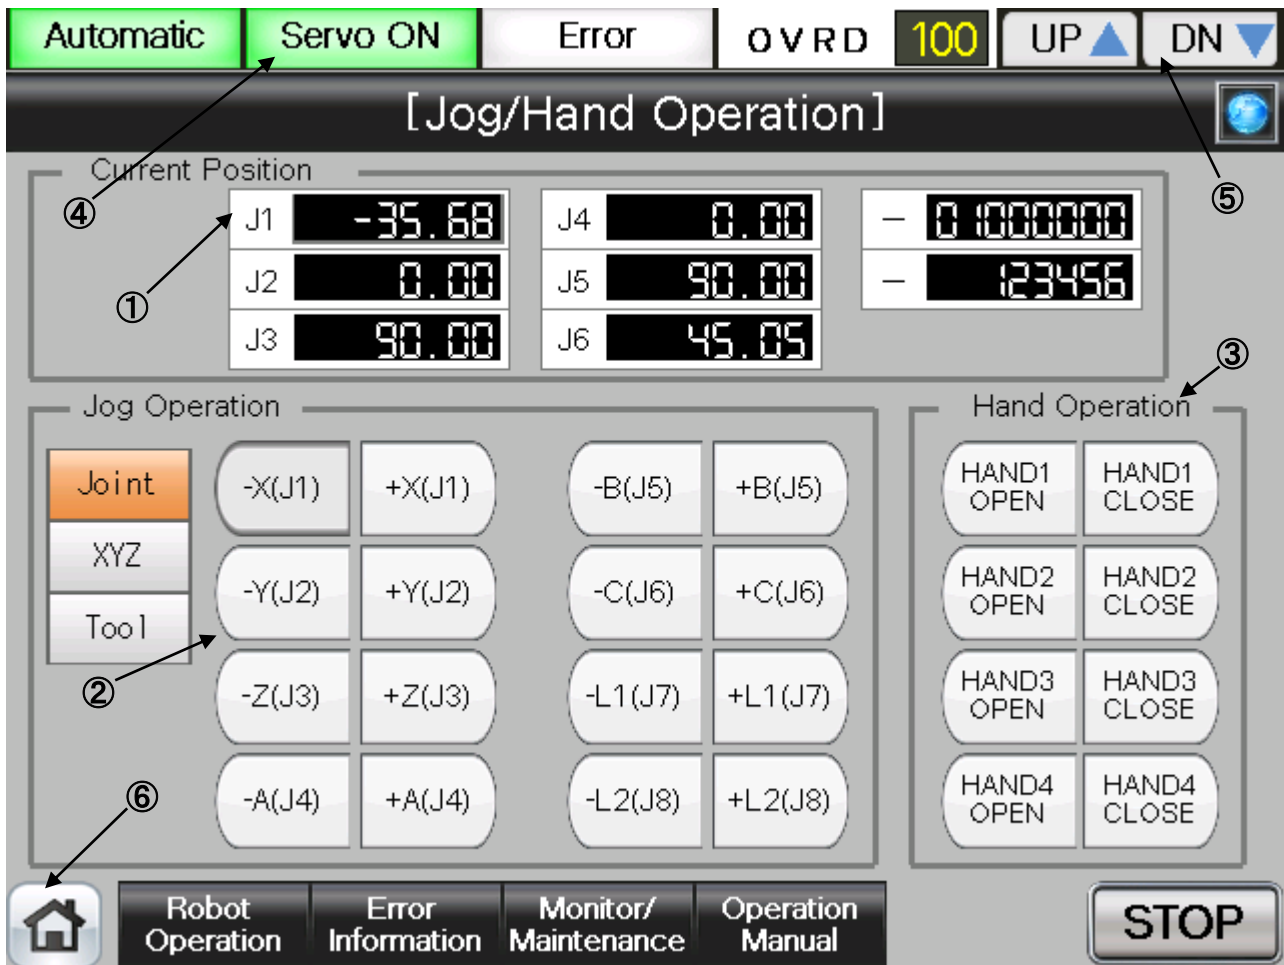 Automatic Servo ON Error OVRD 100 UP DN
[Jog/Hand Operation]
Current Position
④ ⑤
J1 -35.68 J4 0.00 - 01000000
J2 0.00 J5 90.00 - 123456
①
J3 90.00 J6 45.05
③
Jog Operation Hand Operation
Joint
XYZ
Tool
-X(J1) +X(J1) -B(J5) +B(J5)
-Y(J2) +Y(J2) -C(J6) +C(J6)
②
-Z(J3) +Z(J3) -L1(J7) +L1(J7)
-A(J4) +A(J4) -L2(J8) +L2(J8)
HAND1 HAND1
OPEN CLOSE
HAND2 HAND2
OPEN CLOSE
HAND3 HAND3
OPEN CLOSE
HAND4 HAND4
OPEN CLOSE
⑥
Robot Error Monitor/ Operation
Operation Information Maintenance Manual
STOP